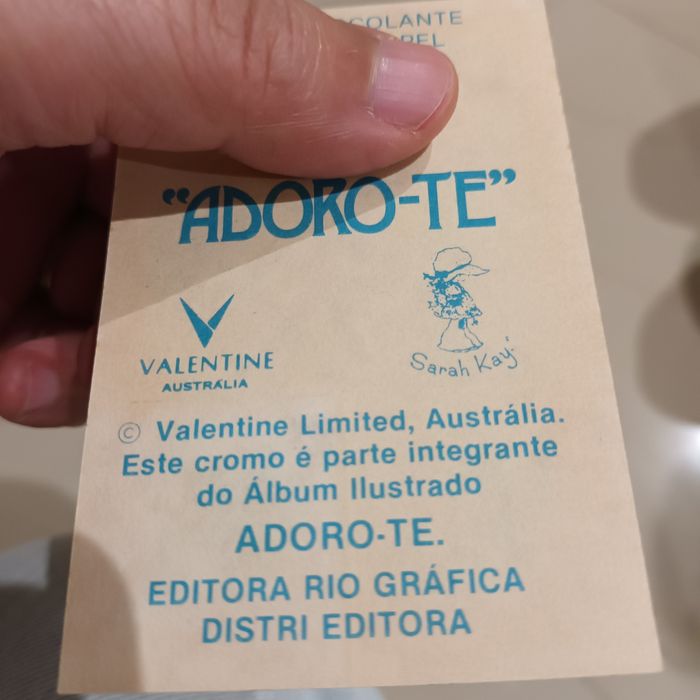 COLANTE
“ADORO-TE”
VALENTINE
AUSTRÁLIA
Sarah Kay
© Valentine Limited, Austrália.
Este cromo é parte integrante
do Álbum Ilustrado
ADORO-TE.
EDITORA RIO GRÁFICA
DISTRI EDITORA